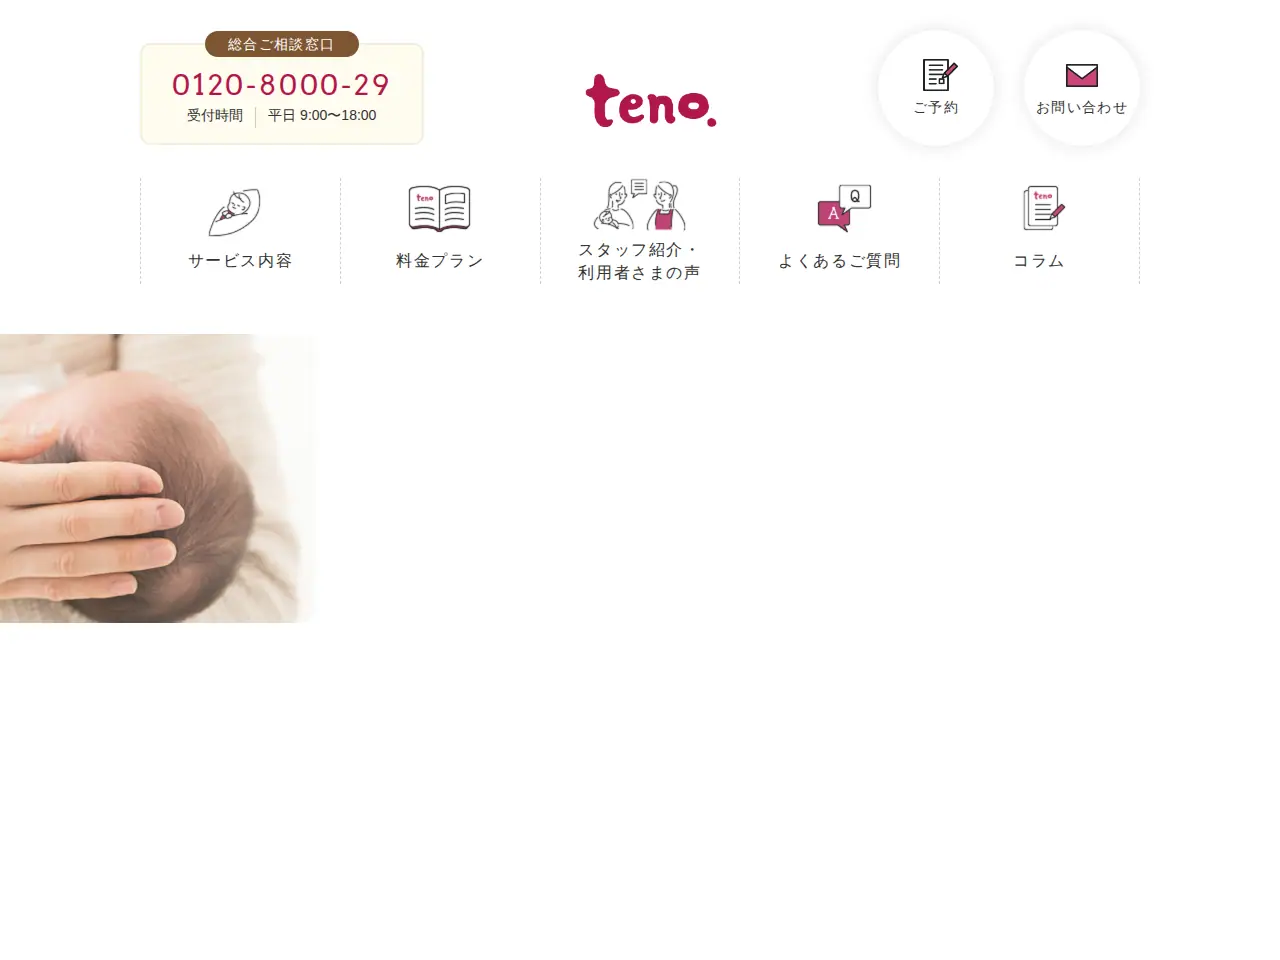 総合ご相談窓口
0120-8000-29
受付時間 平日 9:00〜18:00
teno.
ご予約
お問い合わせ
サービス内容
teno
料金プラン
スタッフ紹介・
利用者さまの声
Q
A
よくあるご質問
teno
コラム